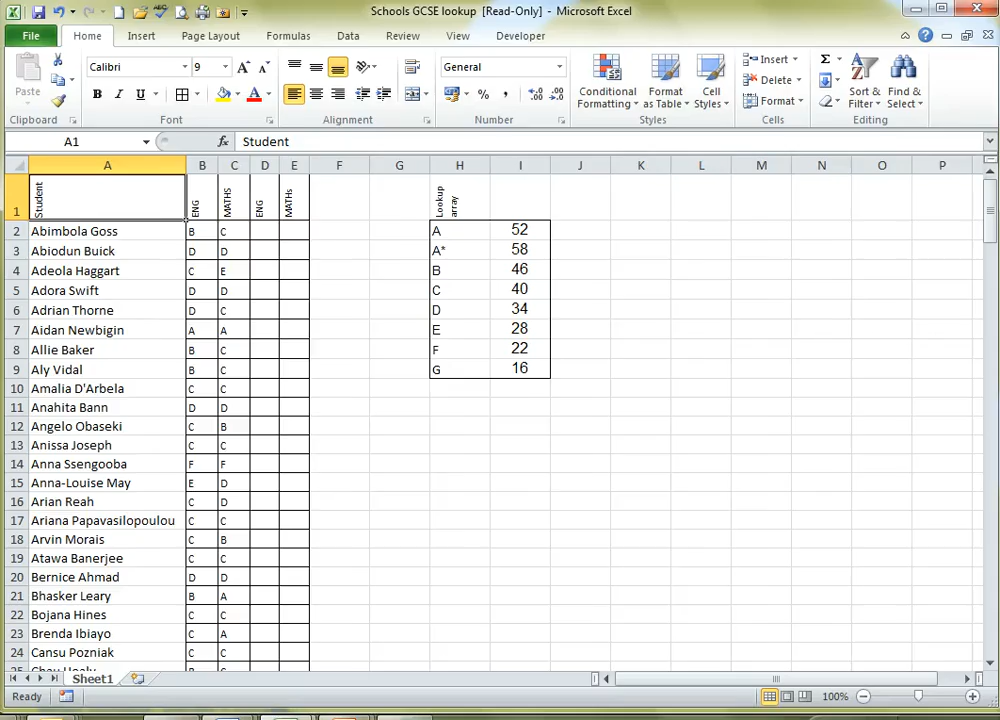 Schools GCSE lookup [Read-Only] - Microsoft Excel
File Home Insert Page Layout Formulas Data Review View Developer
Paste
Calibri 9
General
Conditional Formatting
Format as Table
Cell Styles
Insert
Delete
Format
Sort & Filter
Find & Select
Clipboard Font Alignment Number Styles Cells Editing
A1 fx Student
A B C D E F G H I J K L M N O P
1 Student ENG MATHS ENG MATHs Lookup array
2 Abimbola Goss B C A 52
3 Abiodun Buick D D A* 58
4 Adeola Haggart C E B 46
5 Adora Swift D D C 40
6 Adrian Thorne D C D 34
7 Aidan Newbigin A A E 28
8 Allie Baker B C F 22
9 Aly Vidal B C G 16
10 Amalia D'Arbela C C
11 Anahita Bann D D
12 Angelo Obaseki C B
13 Anissa Joseph C C
14 Anna Ssengooba F F
15 Anna-Louise May E D
16 Arian Reah C D
17 Ariana Papavasilopoulou C C
18 Arvin Morais C B
19 Atawa Banerjee C C
20 Bernice Ahmad D D
21 Bhasker Leary B A
22 Bojana Hines C C
23 Brenda Ibiayo C A
24 Cansu Pozniak C C
Sheet1
Ready 100%